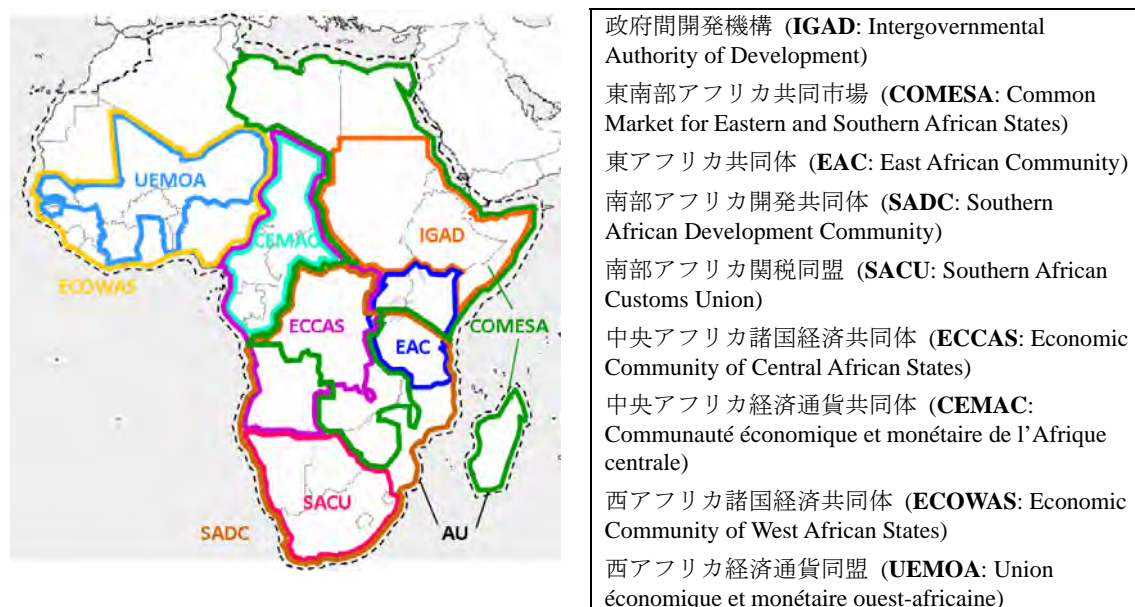 UEMOA
CEMAC
IGAD
ECOWAS
ECCAS
COMESA
EAC
SACU
SADC
AU
政府間開発機構 (IGAD: Intergovernmental
Authority of Development)
東南部アフリカ共同市場 (COMESA: Common
Market for Eastern and Southern African States)
東アフリカ共同体 (EAC: East African Community)
南部アフリカ開発共同体 (SADC: Southern
African Development Community)
南部アフリカ関税同盟 (SACU: Southern African
Customs Union)
中央アフリカ諸国経済共同体 (ECCAS: Economic
Community of Central African States)
中央アフリカ経済通貨共同体 (CEMAC:
Communauté économique et monétaire de l’Afrique
centrale)
西アフリカ諸国経済共同体 (ECOWAS: Economic
Community of West African States)
西アフリカ経済通貨同盟 (UEMOA: Union
économique et monétaire ouest-africaine)